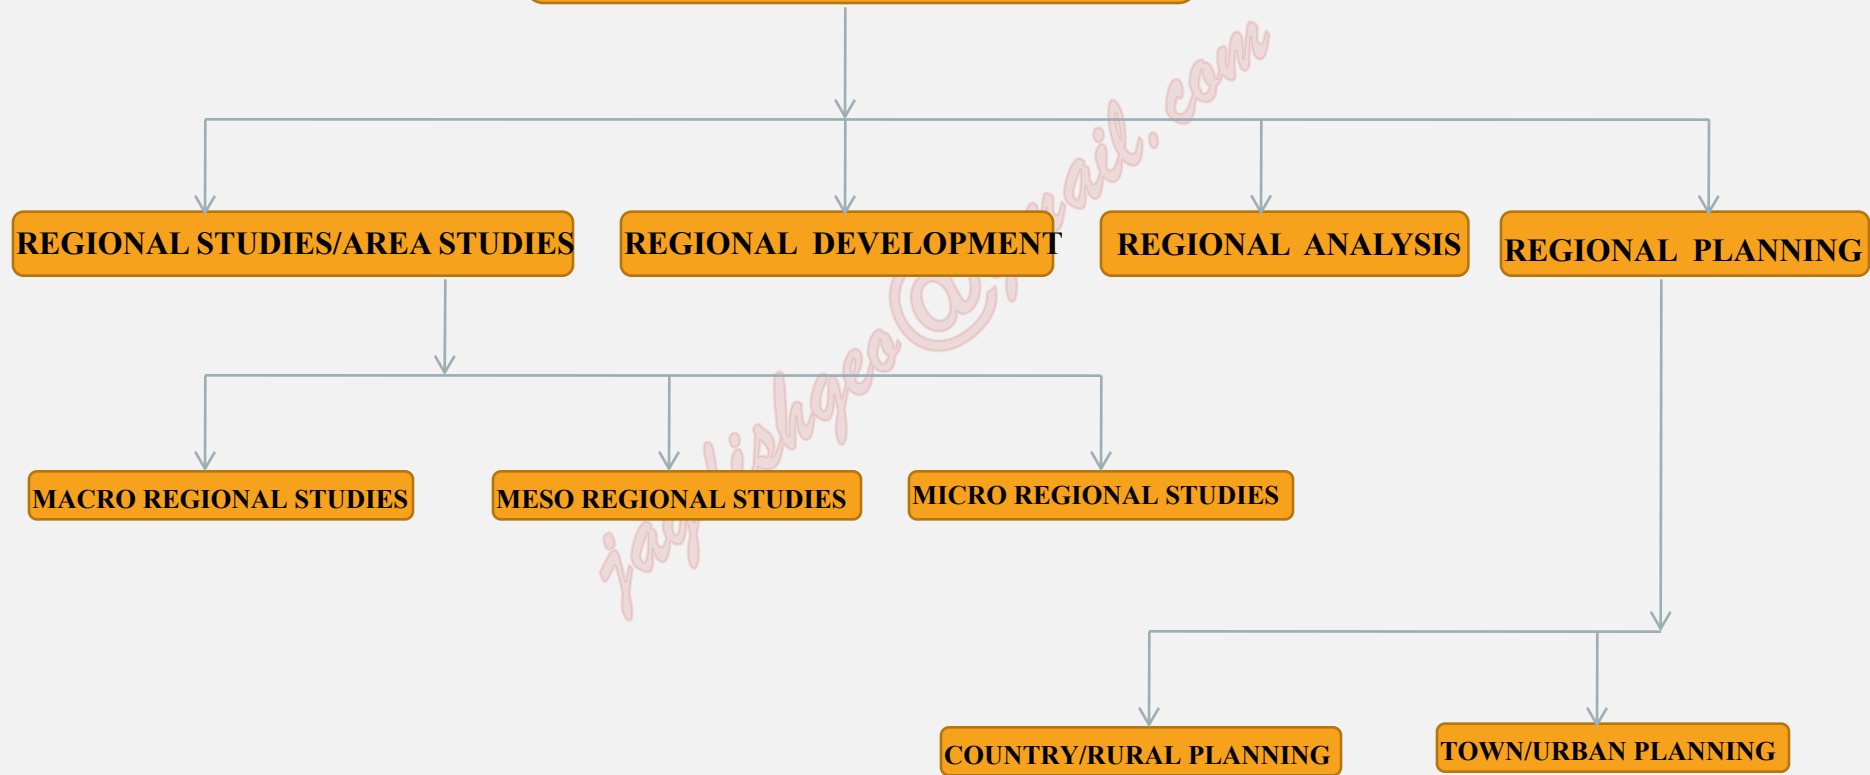 REGIONAL STUDIES/AREA STUDIES
REGIONAL DEVELOPMENT
REGIONAL ANALYSIS
REGIONAL PLANNING
MACRO REGIONAL STUDIES
MESO REGIONAL STUDIES
MICRO REGIONAL STUDIES
COUNTRY/RURAL PLANNING
TOWN/URBAN PLANNING